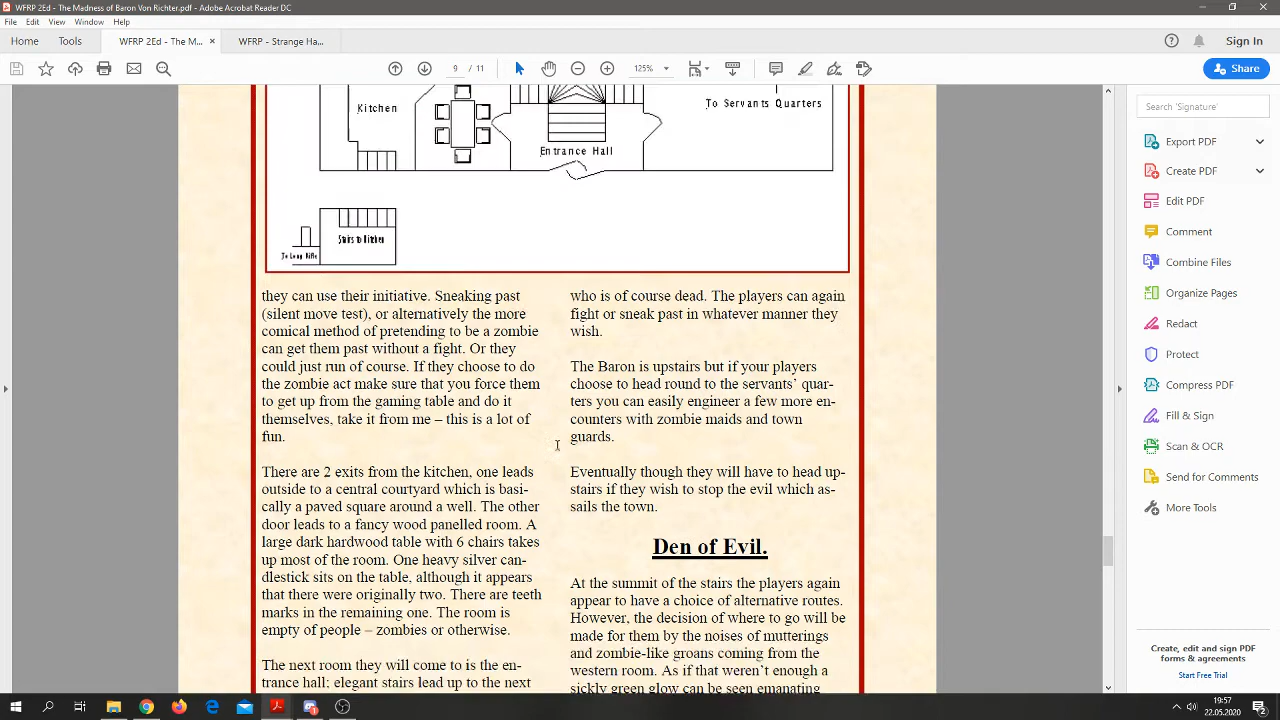 WFRP 2Ed - The Madness of Baron Von Richter.pdf - Adobe Acrobat Reader DC
File Edit View Window Help
Home Tools WFRP 2Ed - The M... × WFRP - Strange Ha... Sign In
9 / 11 125% Share
Kitchen
To Servants Quarters
Entrance Hall
Stairs to Kitchen
they can use their initiative. Sneaking past
(silent move test), or alternatively the more
comical method of pretending to be a zombie
can get them past without a fight. Or they
could just run of course. If they choose to do
the zombie act make sure that you force them
to get up from the gaming table and do it
themselves, take it from me – this is a lot of
fun.
There are 2 exits from the kitchen, one leads
outside to a central courtyard which is basi-
cally a paved square around a well. The other
door leads to a fancy wood panelled room. A
large dark hardwood table with 6 chairs takes
up most of the room. One heavy silver can-
dlestick sits on the table, although it appears
that there were originally two. There are teeth
marks in the remaining one. The room is
empty of people – zombies or otherwise.
The next room they will come to is the en-
trance hall; elegant stairs lead up to the next
who is of course dead. The players can again
fight or sneak past in whatever manner they
wish.
The Baron is upstairs but if your players
choose to head round to the servants' quar-
ters you can easily engineer a few more en-
counters with zombie maids and town
guards.
Eventually though they will have to head up-
stairs if they wish to stop the evil which as-
sails the town.
Den of Evil.
At the summit of the stairs the players again
appear to have a choice of alternative routes.
However, the decision of where to go will be
made for them by the noises of mutterings
and zombie-like groans coming from the
western room. As if that weren't enough a
sickly green glow can be seen emanating
Search 'Signature'
Export PDF
Create PDF
Edit PDF
Comment
Combine Files
Organize Pages
Redact
Protect
Compress PDF
Fill & Sign
Scan & OCR
Send for Comments
More Tools
Create, edit and sign PDF
forms & agreements
Start Free Trial
19:57
22.05.2020